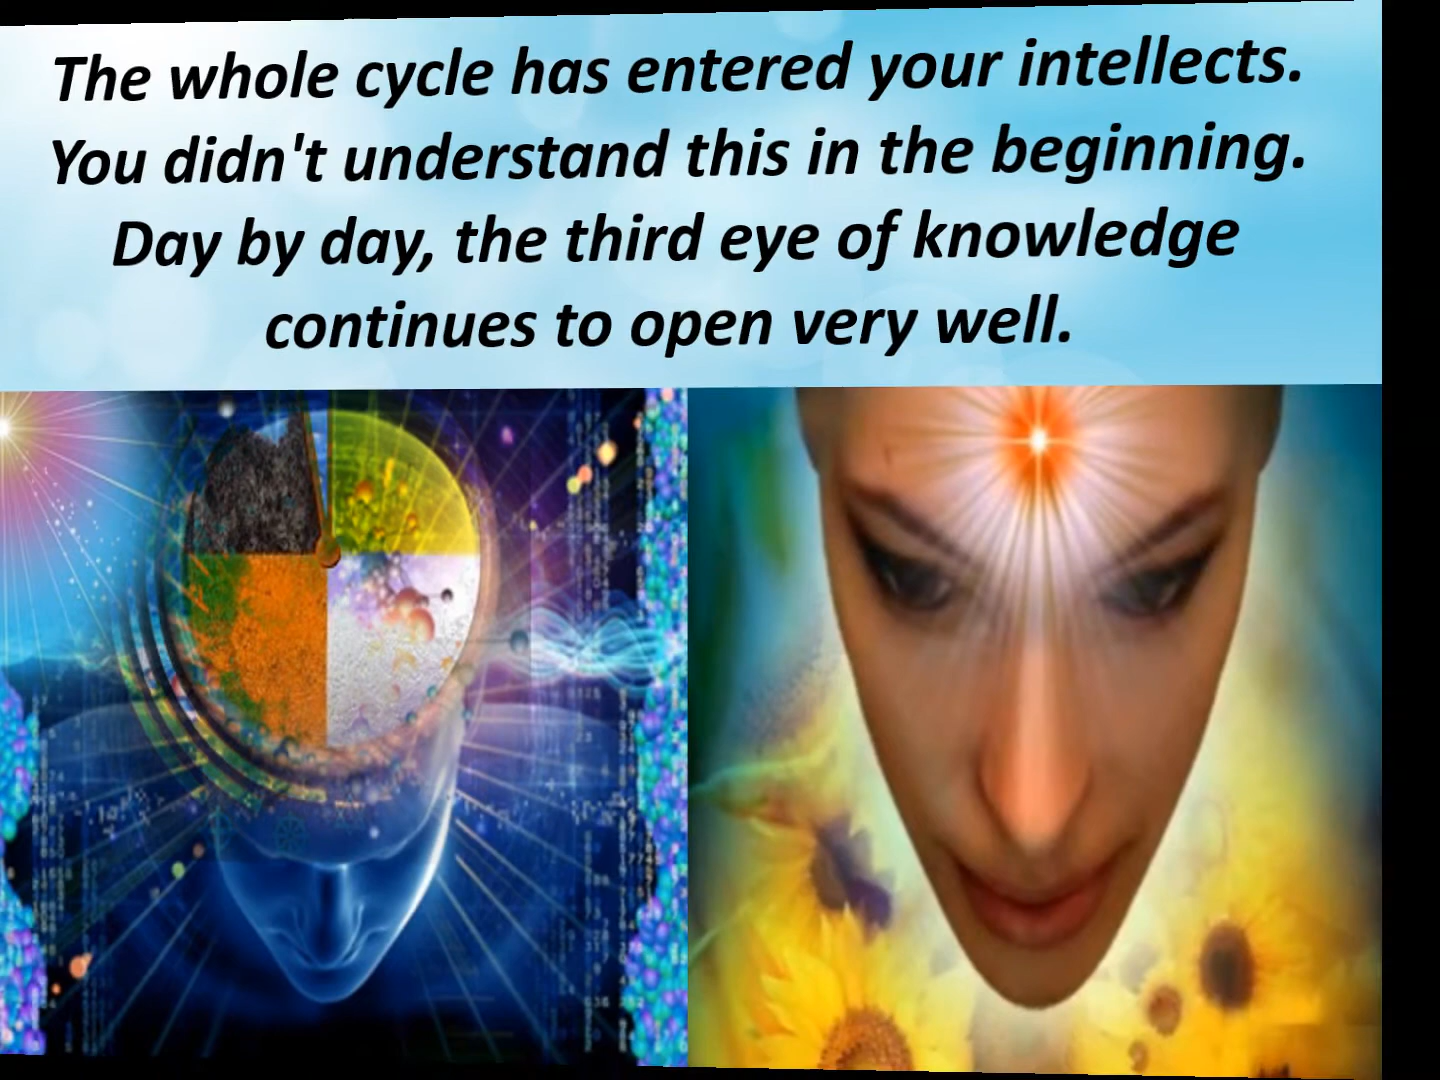 The whole cycle has entered your intellects.
You didn't understand this in the beginning.
Day by day, the third eye of knowledge
continues to open very well.